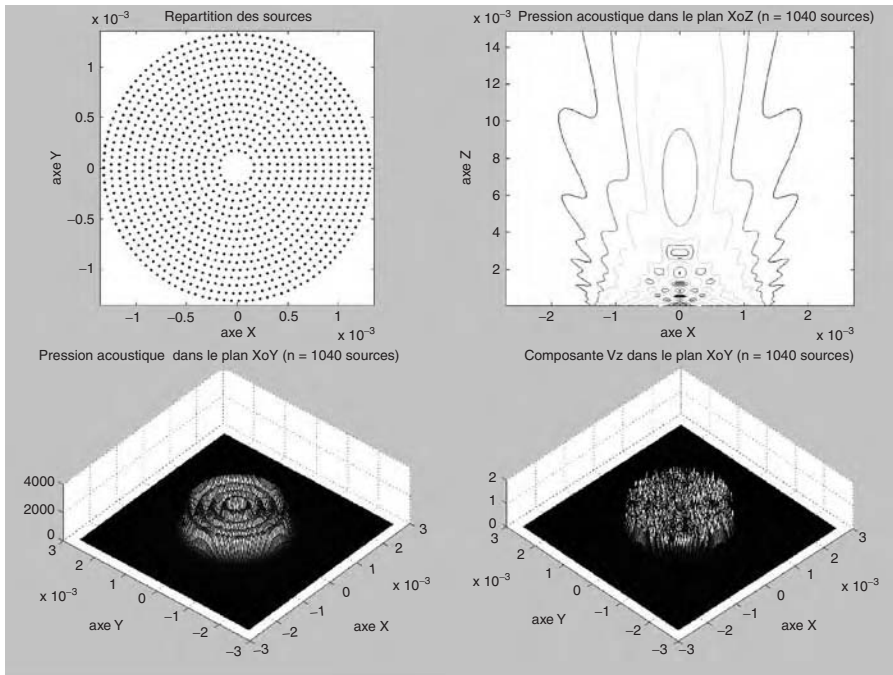 Repartition des sources
1
0.5
0
−0.5
−1
axe Y
x 10−3
−1
−0.5
0
0.5
1
axe X
x 10−3
Pression acoustique dans le plan XoZ (n = 1040 sources)
x 10−3
14
12
10
8
6
4
2
axe Z
−2
−1
0
1
2
axe X
x 10−3
Pression acoustique dans le plan XoY (n = 1040 sources)
4000
2000
0
3
2
1
0
−1
−2
−3
x 10−3
axe Y
−3
−2
−1
0
1
2
3
x 10−3
axe X
Composante Vz dans le plan XoY (n = 1040 sources)
2
1
0
3
2
1
0
−1
−2
−3
x 10−3
axe Y
−3
−2
−1
0
1
2
3
x 10−3
axe X